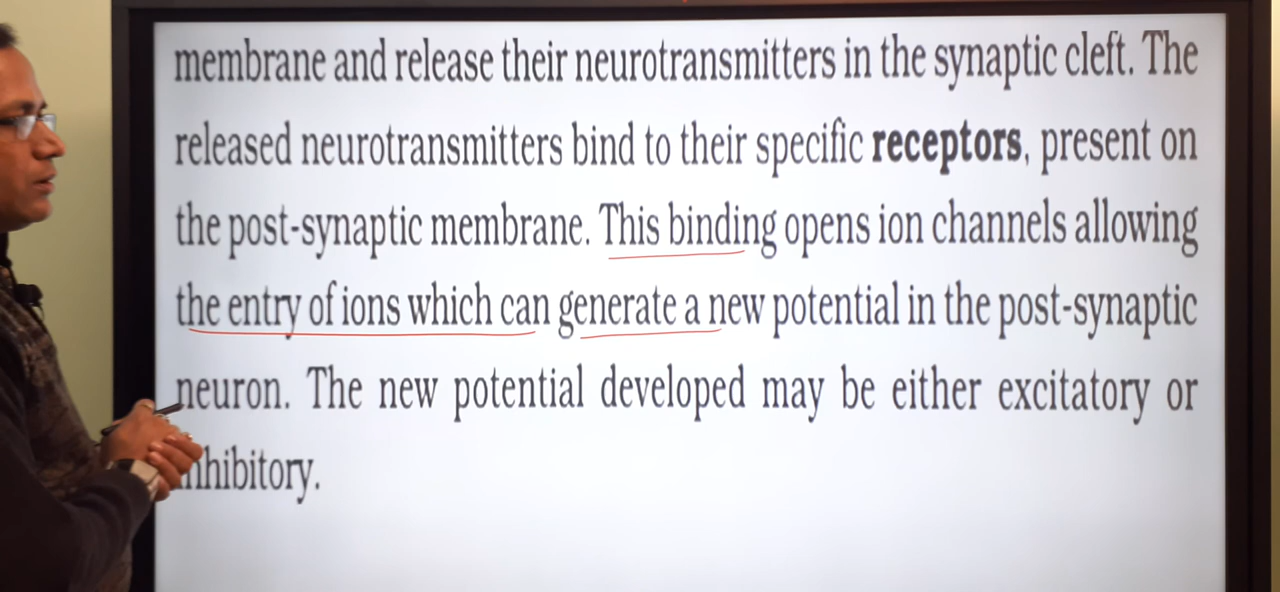 membrane and release their neurotransmitters in the synaptic cleft. The
released neurotransmitters bind to their specific receptors, present on
the post-synaptic membrane. This binding opens ion channels allowing
the entry of ions which can generate a new potential in the post-synaptic
neuron. The new potential developed may be either excitatory or
inhibitory.